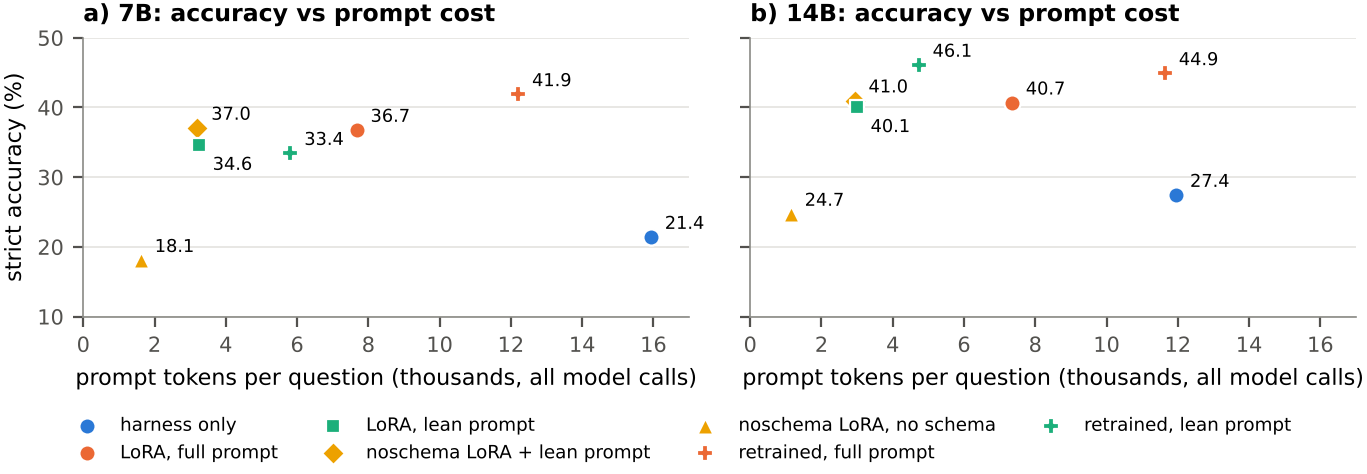 a) 7B: accuracy vs prompt cost
b) 14B: accuracy vs prompt cost
strict accuracy (%)
50
40
30
20
10
41.9
37.0
36.7
33.4
34.6
21.4
18.1
46.1
44.9
41.0
40.7
40.1
27.4
24.7
0 2 4 6 8 10 12 14 16
0 2 4 6 8 10 12 14 16
prompt tokens per question (thousands, all model calls)
prompt tokens per question (thousands, all model calls)
harness only
LoRA, full prompt
LoRA, lean prompt
noschema LoRA + lean prompt
noschema LoRA, no schema
retrained, full prompt
retrained, lean prompt